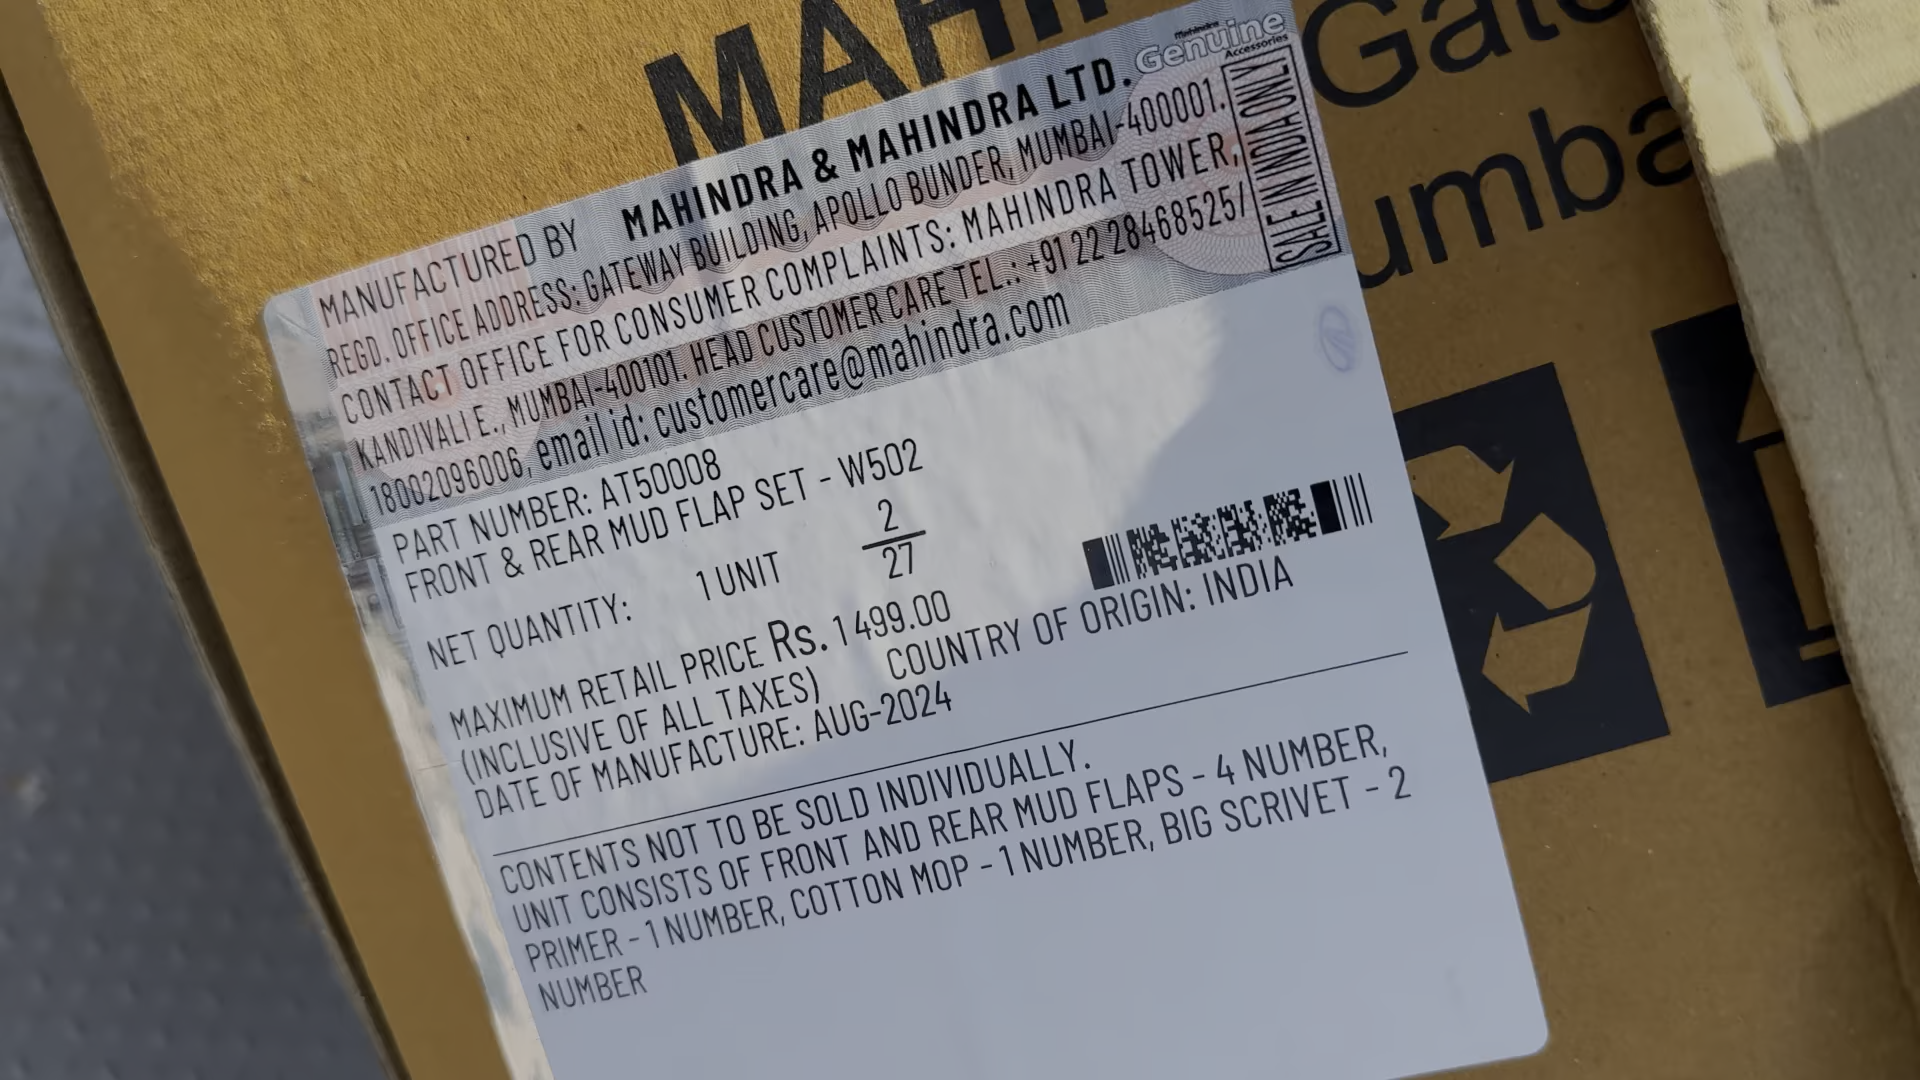 MAHIN
Gate
umba
Mahindra
Genuine
Accessories
SALE IN INDIA ONLY
MANUFACTURED BY MAHINDRA & MAHINDRA LTD.
REGD. OFFICE ADDRESS: GATEWAY BUILDING, APOLLO BUNDER, MUMBAI-400001.
CONTACT OFFICE FOR CONSUMER COMPLAINTS: MAHINDRA TOWER,
KANDIVALI E., MUMBAI-400101. HEAD CUSTOMER CARE TEL.: +91 22 28468525/
18002096006, email id: customercare@mahindra.com
PART NUMBER: AT50008
FRONT & REAR MUD FLAP SET - W502
NET QUANTITY: 1 UNIT 2/27
MAXIMUM RETAIL PRICE Rs. 1499.00
(INCLUSIVE OF ALL TAXES) COUNTRY OF ORIGIN: INDIA
DATE OF MANUFACTURE: AUG-2024
CONTENTS NOT TO BE SOLD INDIVIDUALLY.
UNIT CONSISTS OF FRONT AND REAR MUD FLAPS - 4 NUMBER,
PRIMER - 1 NUMBER, COTTON MOP - 1 NUMBER, BIG SCRIVET - 2
NUMBER